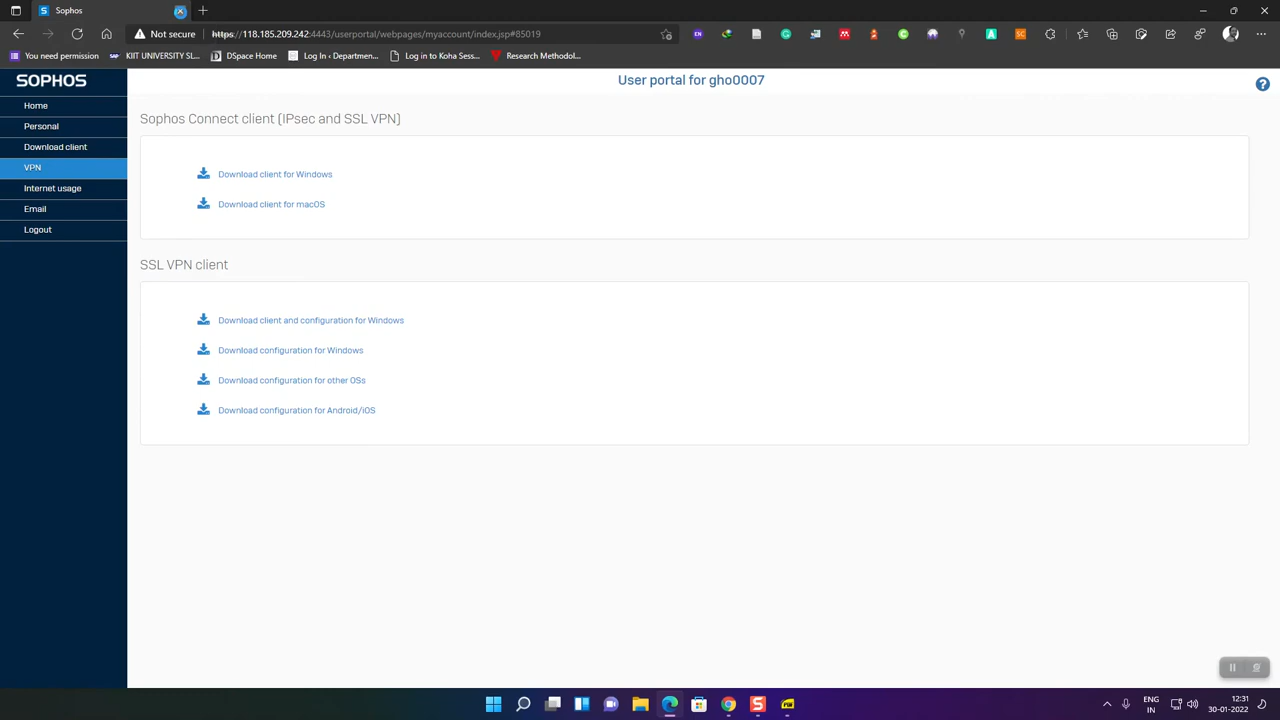 Sophos
Not secure
https://118.185.209.242:4443/userportal/webpages/myaccount/index.jsp#85019
You need permission
KIIT UNIVERSITY SL...
DSpace Home
Log In ‹ Departmen...
Log in to Koha Sess...
Research Methodol...
SOPHOS
User portal for gho0007
Home
Personal
Download client
VPN
Internet usage
Email
Logout
Sophos Connect client (IPsec and SSL VPN)
Download client for Windows
Download client for macOS
SSL VPN client
Download client and configuration for Windows
Download configuration for Windows
Download configuration for other OSs
Download configuration for Android/iOS
ENG
IN
12:31
30-01-2022